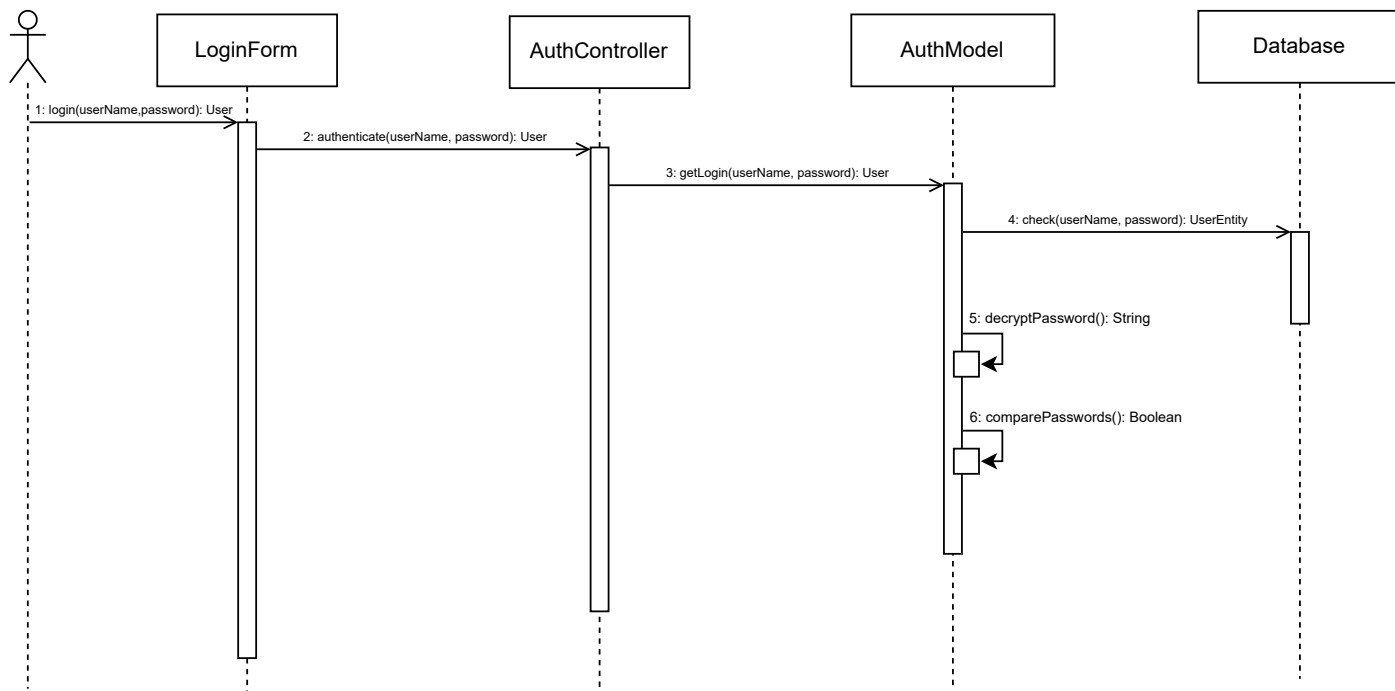 LoginForm
AuthController
AuthModel
Database
1: login(userName,password): User
2: authenticate(userName, password): User
3: getLogin(userName, password): User
4: check(userName, password): UserEntity
5: decryptPassword(): String
6: comparePasswords(): Boolean